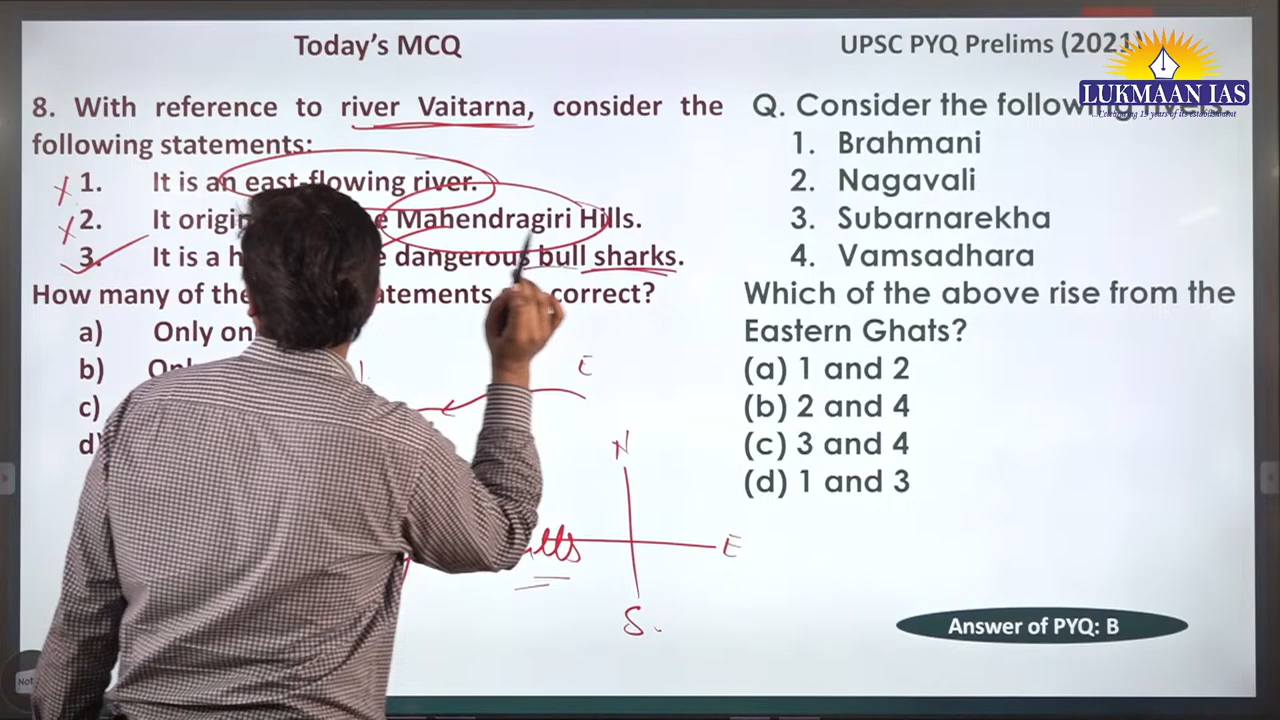 Today's MCQ
8. With reference to river Vaitarna, consider the
following statements:
1. It is an east-flowing river.
2. It Mahendragiri Hills.
3. It is a dangerous bull sharks.
How many of the correct?
a) Only
b)
c)
d)
E
N
E
S.
UPSC PYQ Prelims (2021)
LUKMAAN IAS
Q. Consider the following
1. Brahmani
2. Nagavali
3. Subarnarekha
4. Vamsadhara
Which of the above rise from the
Eastern Ghats?
(a) 1 and 2
(b) 2 and 4
(c) 3 and 4
(d) 1 and 3
Answer of PYQ: B